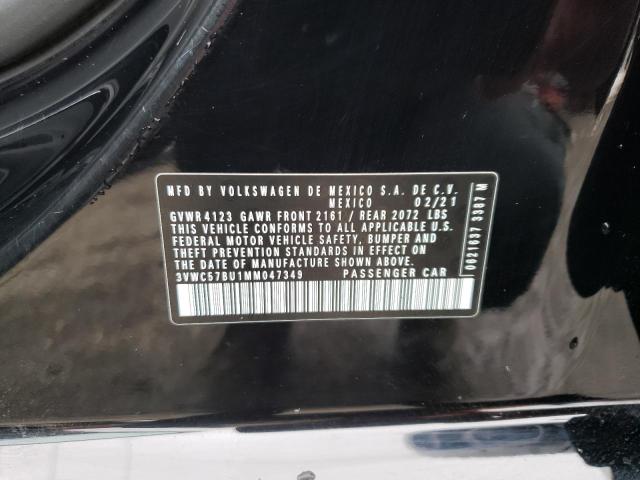 MFD BY VOLKSWAGEN DE MEXICO S.A. DE C.V.
MEXICO 02/21
GVWR 4123 GAWR FRONT 2161 / REAR 2072 LBS
THIS VEHICLE CONFORMS TO ALL APPLICABLE U.S.
FEDERAL MOTOR VEHICLE SAFETY, BUMPER AND
THEFT PREVENTION STANDARDS IN EFFECT ON
THE DATE OF MANUFACTURE SHOWN ABOVE
3VWC57BU1MM047349 PASSENGER CAR
0621637 3387 M